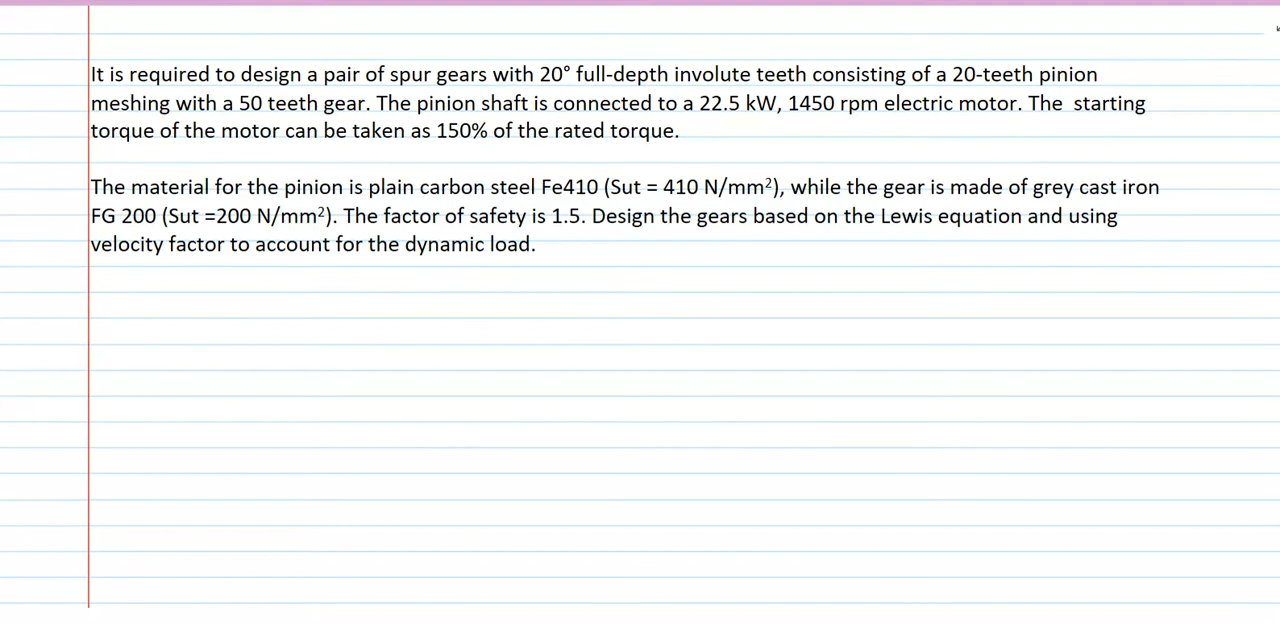 It is required to design a pair of spur gears with 20° full-depth involute teeth consisting of a 20-teeth pinion
meshing with a 50 teeth gear. The pinion shaft is connected to a 22.5 kW, 1450 rpm electric motor. The  starting
torque of the motor can be taken as 150% of the rated torque.
The material for the pinion is plain carbon steel Fe410 (Sut = 410 N/mm²), while the gear is made of grey cast iron
FG 200 (Sut =200 N/mm²). The factor of safety is 1.5. Design the gears based on the Lewis equation and using
velocity factor to account for the dynamic load.